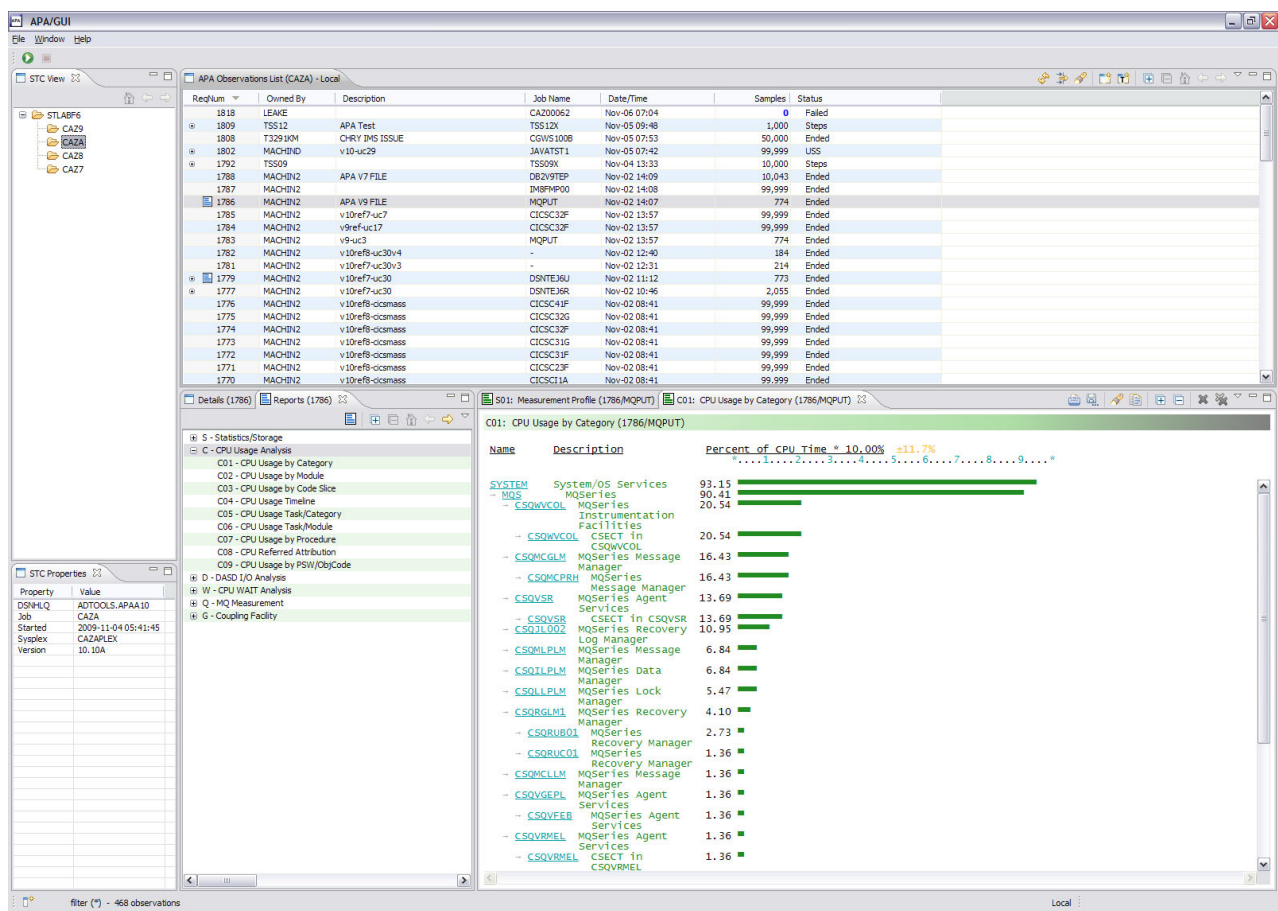 APA/GUI
File Window Help
STC View
STLABF6
CAZ9
CAZA
CAZ8
CAZ7
APA Observations List (CAZA) - Local
ReqNum Owned By Description Job Name Date/Time Samples Status
1818 LEAKE CAZ00062 Nov-06 07:04 0 Failed
1809 TSS12 APA Test TSS12X Nov-05 09:48 1,000 Steps
1808 T3291KM CHRY IMS ISSUE CGWS100B Nov-05 07:53 50,000 Ended
1802 MACHIND v10-uc29 JAVATST1 Nov-05 07:42 99,999 USS
1792 TSS09 TSS09X Nov-04 13:33 10,000 Steps
1788 MACHIN2 APA V7 FILE DB2V9TEP Nov-02 14:09 10,043 Ended
1787 MACHIN2 IM8FMP00 Nov-02 14:08 99,999 Ended
1786 MACHIN2 APA V9 FILE MQPUT Nov-02 14:07 774 Ended
1785 MACHIN2 v10ref7-uc7 CICSC32F Nov-02 13:57 99,999 Ended
1784 MACHIN2 v9ref-uc17 CICSC32F Nov-02 13:57 99,999 Ended
1783 MACHIN2 v9-uc3 MQPUT Nov-02 13:57 774 Ended
1782 MACHIN2 v10ref8-uc30v4 - Nov-02 12:40 184 Ended
1781 MACHIN2 v10ref7-uc30v3 - Nov-02 12:31 214 Ended
1779 MACHIN2 v10ref7-uc30 DSNTEJ6U Nov-02 11:12 773 Ended
1777 MACHIN2 v10ref7-uc30 DSNTEJ6R Nov-02 10:46 2,055 Ended
1776 MACHIN2 v10ref8-cicsmass CICSC41F Nov-02 08:41 99,999 Ended
1775 MACHIN2 v10ref8-cicsmass CICSC32G Nov-02 08:41 99,999 Ended
1774 MACHIN2 v10ref8-cicsmass CICSC32F Nov-02 08:41 99,999 Ended
1773 MACHIN2 v10ref8-cicsmass CICSC31G Nov-02 08:41 99,999 Ended
1772 MACHIN2 v10ref8-cicsmass CICSC31F Nov-02 08:41 99,999 Ended
1771 MACHIN2 v10ref8-cicsmass CICSC23F Nov-02 08:41 99,999 Ended
1770 MACHIN2 v10ref8-cicsmass CICSCI1A Nov-02 08:41 99,999 Ended
STC Properties
Property Value
DSNHLQ ADTOOLS.APAA10
Job CAZA
Started 2009-11-04 05:41:45
Sysplex CAZAPLEX
Version 10.10A
Details (1786) Reports (1786)
S - Statistics/Storage
C - CPU Usage Analysis
C01 - CPU Usage by Category
C02 - CPU Usage by Module
C03 - CPU Usage by Code Slice
C04 - CPU Usage Timeline
C05 - CPU Usage Task/Category
C06 - CPU Usage Task/Module
C07 - CPU Usage by Procedure
C08 - CPU Referred Attribution
C09 - CPU Usage by PSW/ObjCode
D - DASD I/O Analysis
W - CPU WAIT Analysis
Q - MQ Measurement
G - Coupling Facility
S01: Measurement Profile (1786/MQPUT) C01: CPU Usage by Category (1786/MQPUT)
C01: CPU Usage by Category (1786/MQPUT)
Name Description Percent of CPU Time * 10.00% ±11.7%
*....1....2....3....4....5....6....7....8....9....*
SYSTEM System/OS Services 93.15
→ MQS MQSeries 90.41
→ CSQWVCOL MQSeries 20.54
Instrumentation
Facilities
→ CSQWVCOL CSECT in 20.54
CSQWVCOL
→ CSQMCGLM MQSeries Message 16.43
Manager
→ CSQMCPRH MQSeries 16.43
Message Manager
→ CSQVSR MQSeries Agent 13.69
Services
→ CSQVSR CSECT in CSQVSR 13.69
→ CSQJL002 MQSeries Recovery 10.95
Log Manager
→ CSQMLPLM MQSeries Message 6.84
Manager
→ CSQILPLM MQSeries Data 6.84
Manager
→ CSQLLPLM MQSeries Lock 5.47
Manager
→ CSQRGLM1 MQSeries Recovery 4.10
Manager
→ CSQRUB01 MQSeries 2.73
Recovery Manager
→ CSQRUC01 MQSeries 1.36
Recovery Manager
→ CSQMCLLM MQSeries Message 1.36
Manager
→ CSQVGEPL MQSeries Agent 1.36
Services
→ CSQVFEB MQSeries Agent 1.36
Services
→ CSQVRMEL MQSeries Agent 1.36
Services
→ CSQVRMEL CSECT in 1.36
CSQVRMEL
filter (*) - 468 observations
Local